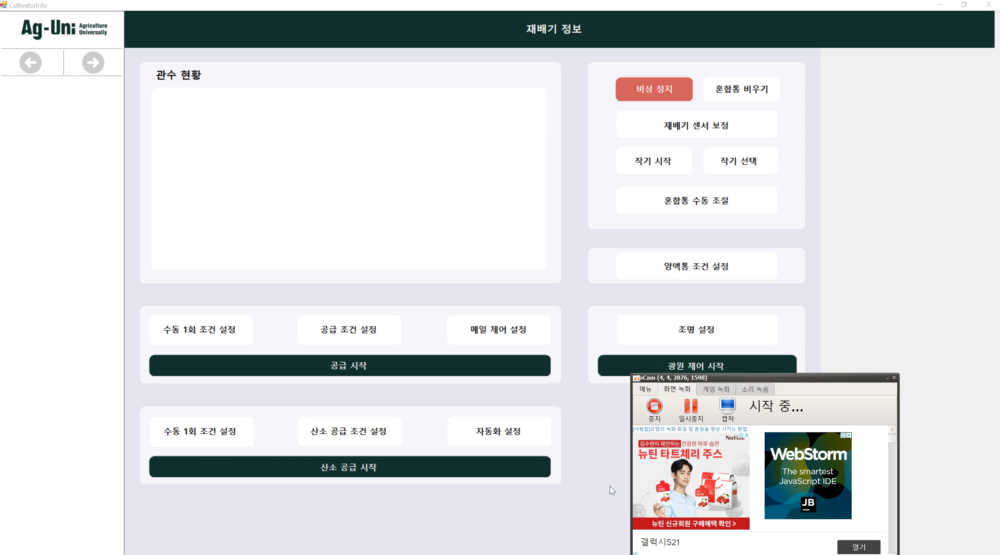 CultivatorInfo
Ag-Uni Agriculture Universally
재배기 정보
관수 현황
비상 정지
혼합통 비우기
재배기 센서 보정
작기 시작
작기 선택
혼합통 수동 조절
양액통 조건 설정
수동 1회 조건 설정
공급 조건 설정
매일 제어 설정
공급 시작
조명 설정
광원 제어 시작
수동 1회 조건 설정
산소 공급 조건 설정
자동화 설정
산소 공급 시작
oCam (4, 4, 2876, 1598)
메뉴
화면 녹화
게임 녹화
소리 녹음
중지
일시중지
캡처
시작 중...
[사용팁]오캠의 녹화 화질 및 음질을 향상 시키는 방법..
김수현이 제안하는 건강한 하루 습관
뉴틴 타트체리 주스
뉴틴 신규회원 구매혜택 확인 >
WebStorm
The smartest
JavaScript IDE
JB
갤럭시S21
열기